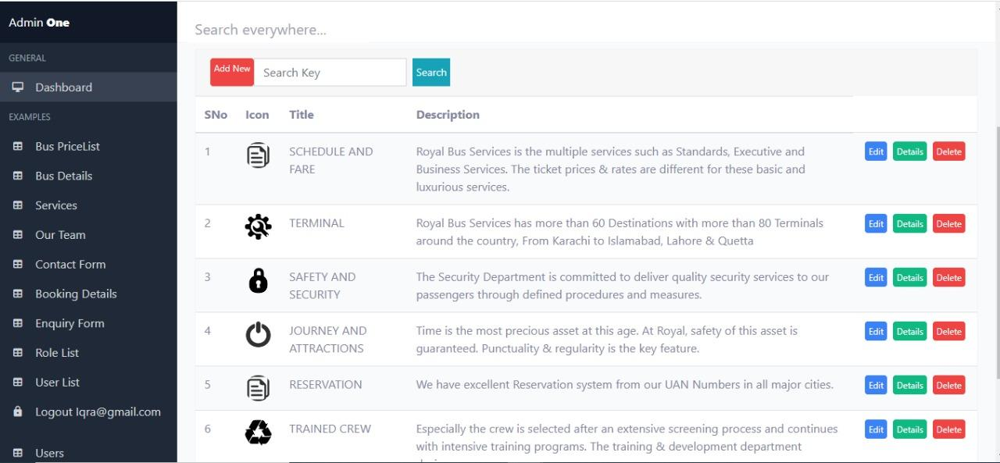 Admin One
GENERAL
Dashboard
EXAMPLES
Bus PriceList
Bus Details
Services
Our Team
Contact Form
Booking Details
Enquiry Form
Role List
User List
Logout Iqra@gmail.com
Users
Search everywhere...
Add New Search Key Search
SNo Icon Title Description
1 SCHEDULE AND Royal Bus Services is the multiple services such as Standards, Executive and Edit Details Delete
FARE Business Services. The ticket prices & rates are different for these basic and
luxurious services.
2 TERMINAL Royal Bus Services has more than 60 Destinations with more than 80 Terminals Edit Details Delete
around the country, From Karachi to Islamabad, Lahore & Quetta
3 SAFETY AND The Security Department is committed to deliver quality security services to our Edit Details Delete
SECURITY passengers through defined procedures and measures.
4 JOURNEY AND Time is the most precious asset at this age. At Royal, safety of this asset is Edit Details Delete
ATTRACTIONS guaranteed. Punctuality & regularity is the key feature.
5 RESERVATION We have excellent Reservation system from our UAN Numbers in all major cities. Edit Details Delete
6 TRAINED CREW Especially the crew is selected after an extensive screening process and continues Edit Details Delete
with intensive training programs. The training & development department